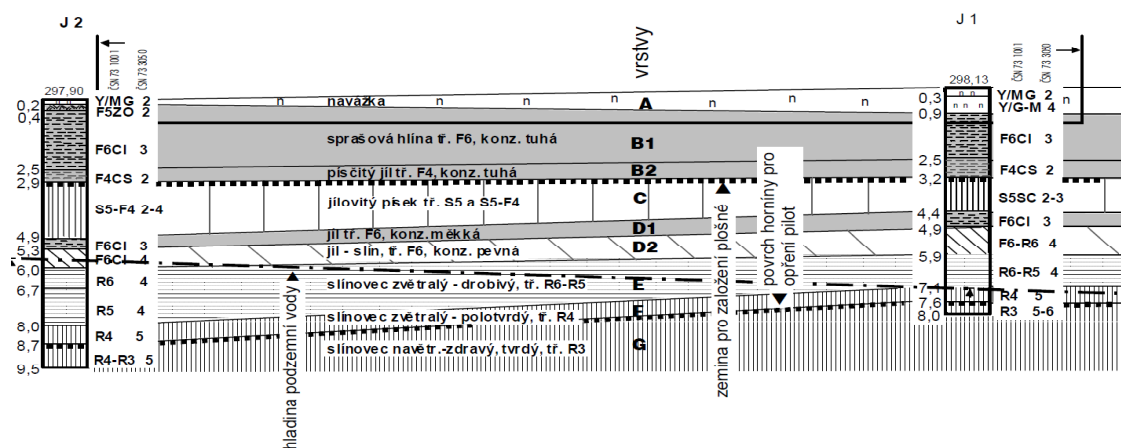 J 2
ČSN 73 1001
ČSN 73 3050
vrstvy
J 1
ČSN 73 1001
297,90
298,13
0,2
0,4
2,5
2,9
4,9
5,3
6,0
6,7
8,0
8,7
9,5
Y/MG 2
F5ZO 2
F6CI 3
F4CS 2
S5-F4 2-4
F6CI 3
F6CI 4
R6 4
R5 4
R4 5
R4-R3 5
n n n n n n n n
navážka A
sprašová hlína tř. F6, konz. tuhá B1
písčitý jíl tř. F4, konz. tuhá B2
jílovitý písek tř. S5 a S5-F4 C
jíl tř. F6, konz. měkká D1
jíl - slín, tř. F6, konz. pevná D2
slínovec zvětralý - drobivý, tř. R6-R5 E
slínovec zvětralý - polotvrdý, tř. R4
slínovec navětr.-zdravý, tvrdý, tř. R3 G
hladina podzemní vody
zemina pro založení plošné
povrch horniny pro
opření pilot
0,3
0,9
2,5
3,2
4,4
4,9
5,9
7,4
7,6
8,0
Y/MG 2
Y/G-M 4
n
F6CI 3
F4CS 2
S5SC 2-3
F6CI 3
F6-R6 4
R6-R5 4
R4 5
R3 5-6